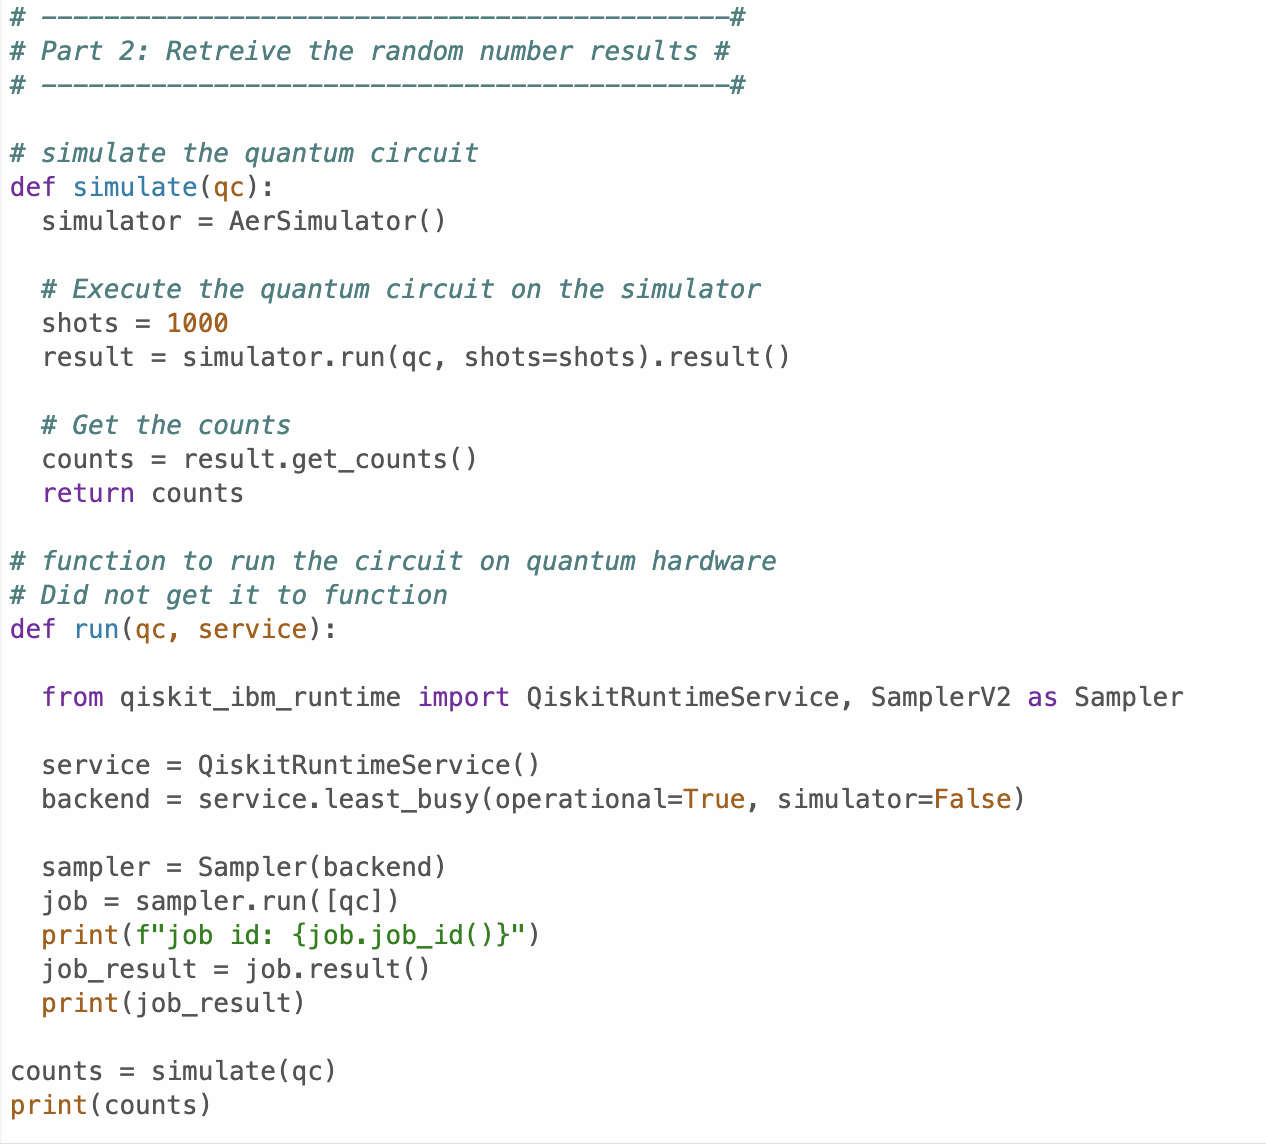 # --------------------------------------------#
# Part 2: Retreive the random number results #
# --------------------------------------------#
# simulate the quantum circuit
def simulate(qc):
  simulator = AerSimulator()
  # Execute the quantum circuit on the simulator
  shots = 1000
  result = simulator.run(qc, shots=shots).result()
  # Get the counts
  counts = result.get_counts()
  return counts
# function to run the circuit on quantum hardware
# Did not get it to function
def run(qc, service):
  from qiskit_ibm_runtime import QiskitRuntimeService, SamplerV2 as Sampler
  service = QiskitRuntimeService()
  backend = service.least_busy(operational=True, simulator=False)
  sampler = Sampler(backend)
  job = sampler.run([qc])
  print(f"job id: {job.job_id()}")
  job_result = job.result()
  print(job_result)
counts = simulate(qc)
print(counts)